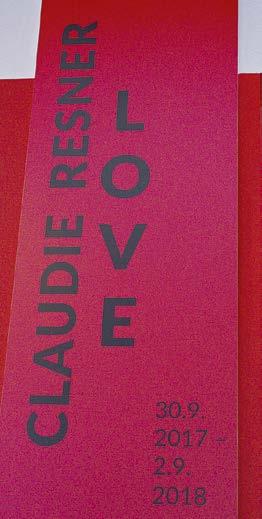 CLAUDIE RESNER
LOVE
30.9.
2017 –
2.9.
2018